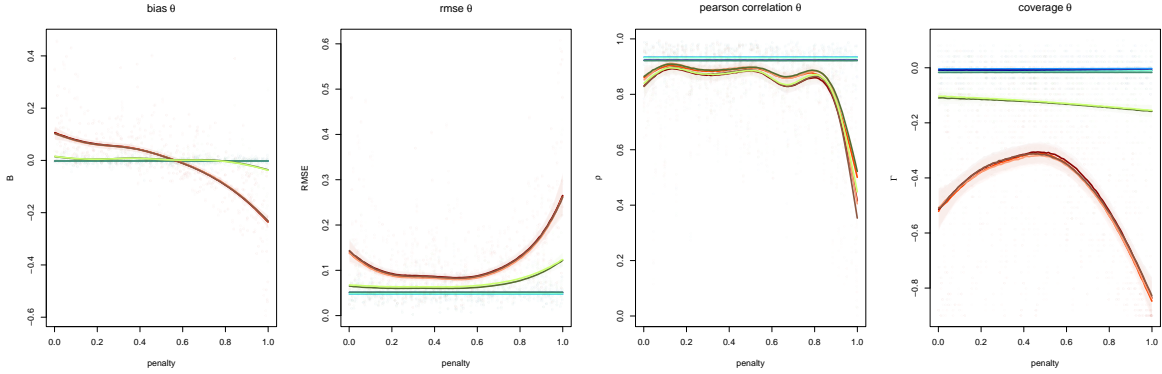 bias θ
B
0.4
0.2
0.0
−0.2
−0.4
−0.6
0.0 0.2 0.4 0.6 0.8 1.0
penalty
rmse θ
RMSE
0.6
0.5
0.4
0.3
0.2
0.1
0.0
0.0 0.2 0.4 0.6 0.8 1.0
penalty
pearson correlation θ
ρ
1.0
0.8
0.6
0.4
0.2
0.0
0.0 0.2 0.4 0.6 0.8 1.0
penalty
coverage θ
Γ
0.0
−0.2
−0.4
−0.6
−0.8
0.0 0.2 0.4 0.6 0.8 1.0
penalty